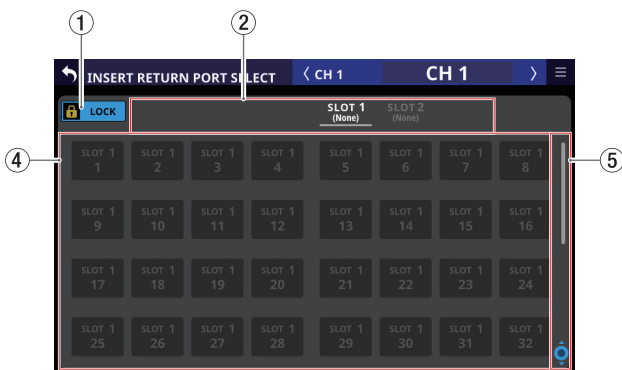 ① ②
INSERT RETURN PORT SELECT 〈 CH 1 CH 1 〉 ≡
LOCK
SLOT 1 SLOT 2
(None) (None)
④ ⑤
SLOT 1 SLOT 1 SLOT 1 SLOT 1 SLOT 1 SLOT 1 SLOT 1 SLOT 1
1 2 3 4 5 6 7 8
SLOT 1 SLOT 1 SLOT 1 SLOT 1 SLOT 1 SLOT 1 SLOT 1 SLOT 1
9 10 11 12 13 14 15 16
SLOT 1 SLOT 1 SLOT 1 SLOT 1 SLOT 1 SLOT 1 SLOT 1 SLOT 1
17 18 19 20 21 22 23 24
SLOT 1 SLOT 1 SLOT 1 SLOT 1 SLOT 1 SLOT 1 SLOT 1 SLOT 1
25 26 27 28 29 30 31 32